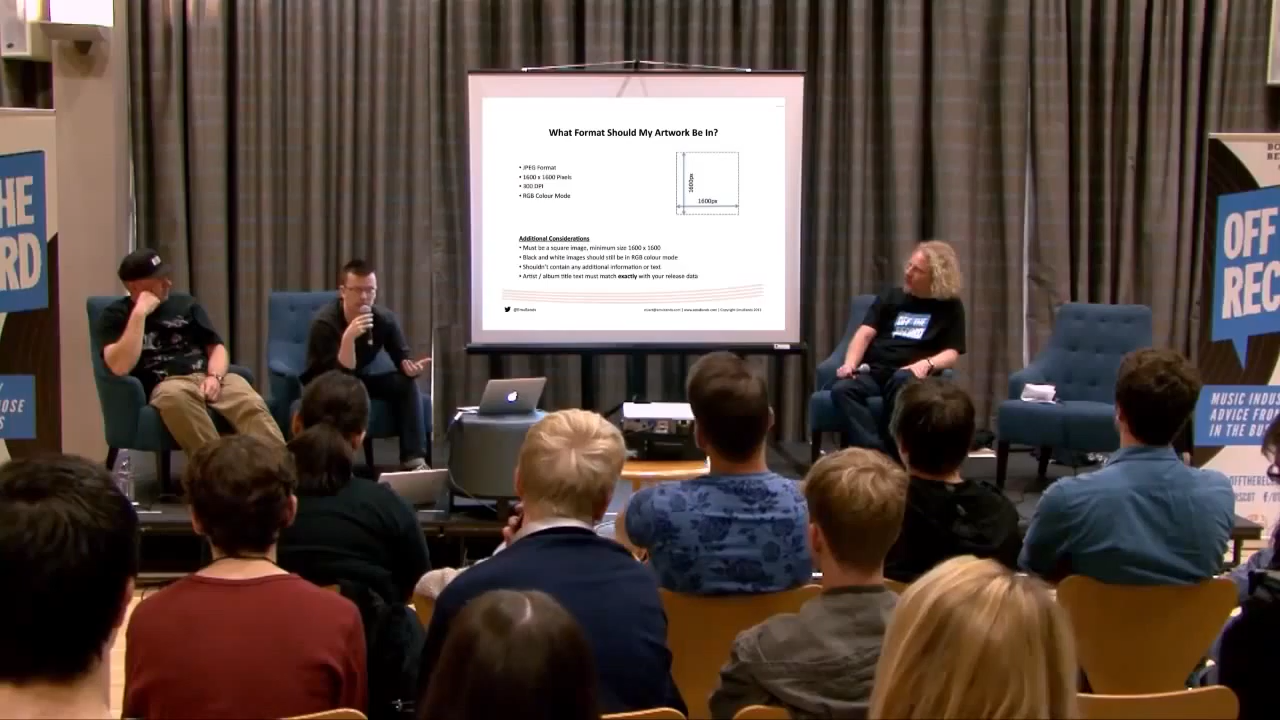 What Format Should My Artwork Be In?
• JPEG Format
• 1600 x 1600 Pixels
• 300 DPI
• RGB Colour Mode
1600px
1600px
Additional Considerations
• Must be a square image, minimum size 1600 x 1600
• Black and white images should still be in RGB colour mode
• Shouldn't contain any additional information or text
• Artist / album title text must match exactly with your release data
HE
RD
OSE
S
OFF THE
OFF
REC
MUSIC INDUS
ADVICE FROM
IN THE BUS